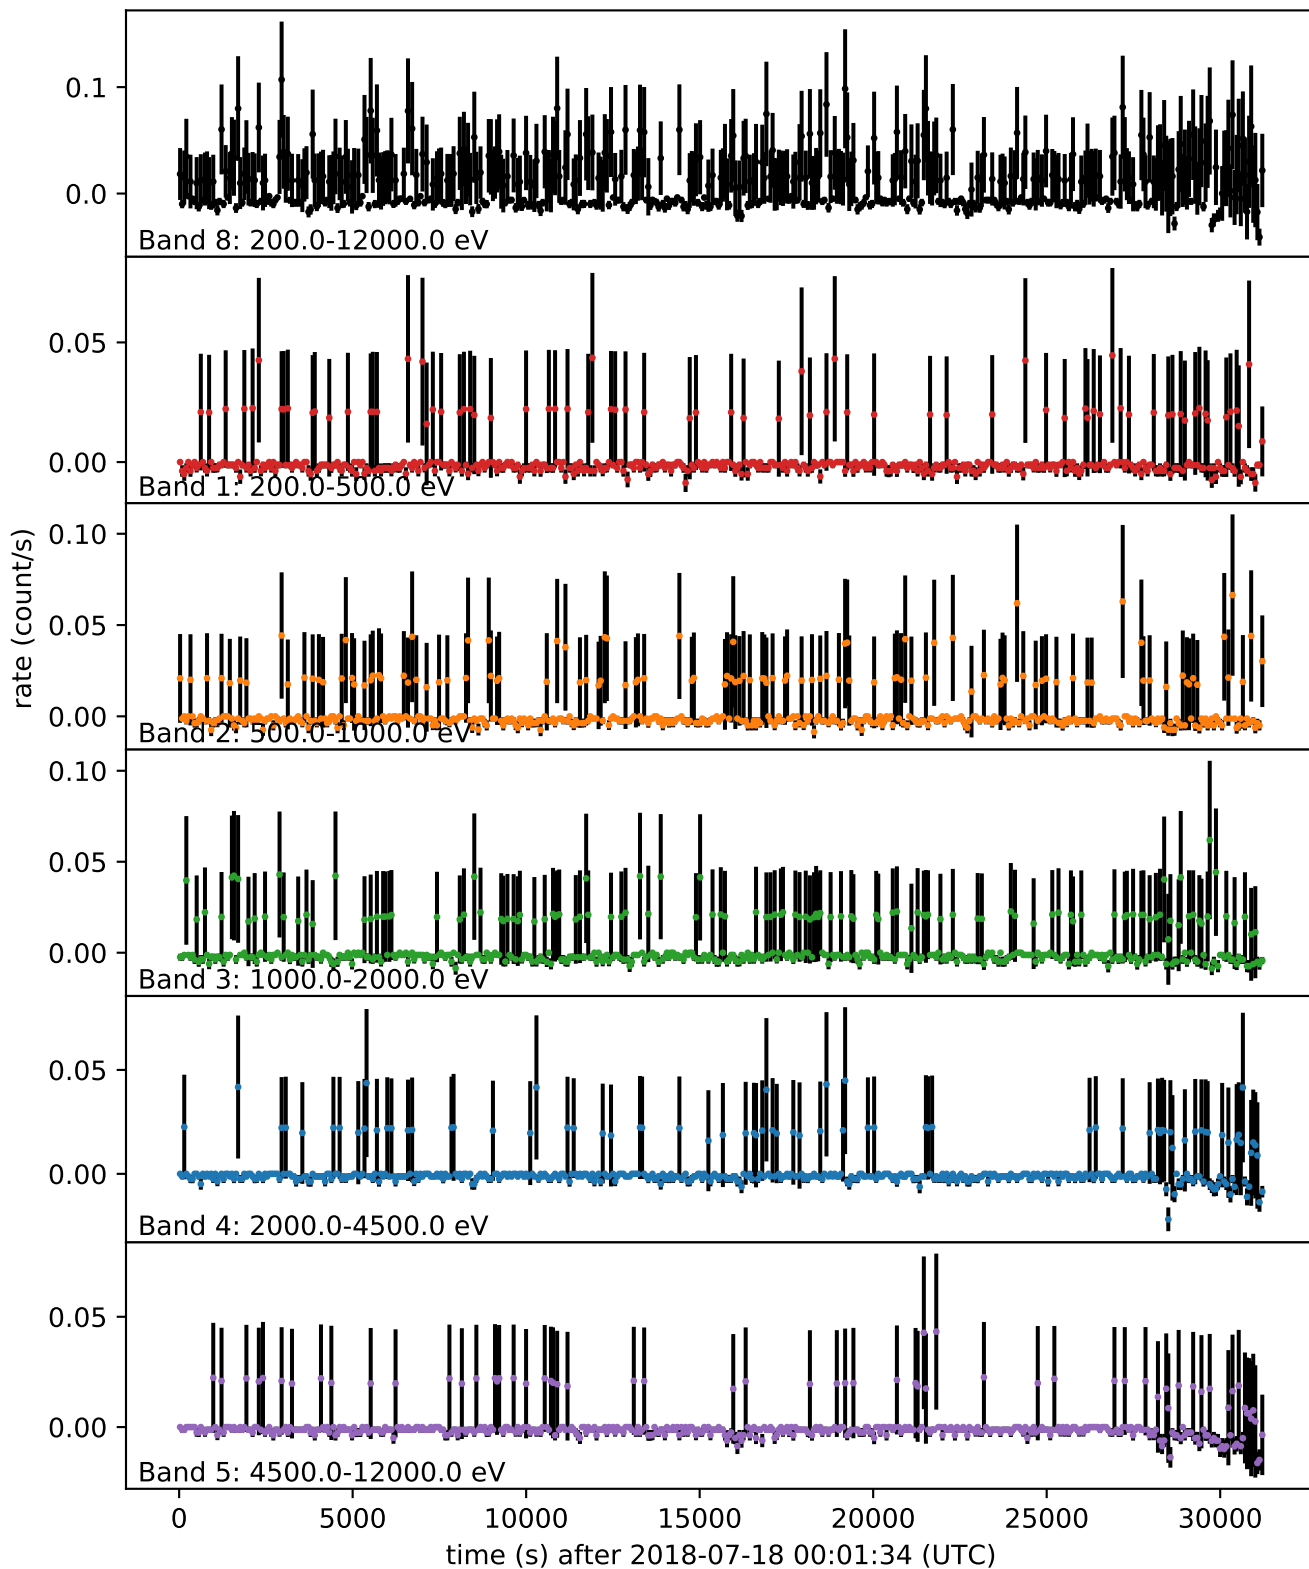 0.1
0.0
Band 8: 200.0-12000.0 eV
0.05
0.00
Band 1: 200.0-500.0 eV
0.10
0.05
0.00
Band 2: 500.0-1000.0 eV
rate (count/s)
0.10
0.05
0.00
Band 3: 1000.0-2000.0 eV
0.05
0.00
Band 4: 2000.0-4500.0 eV
0.05
0.00
Band 5: 4500.0-12000.0 eV
0 5000 10000 15000 20000 25000 30000
time (s) after 2018-07-18 00:01:34 (UTC)